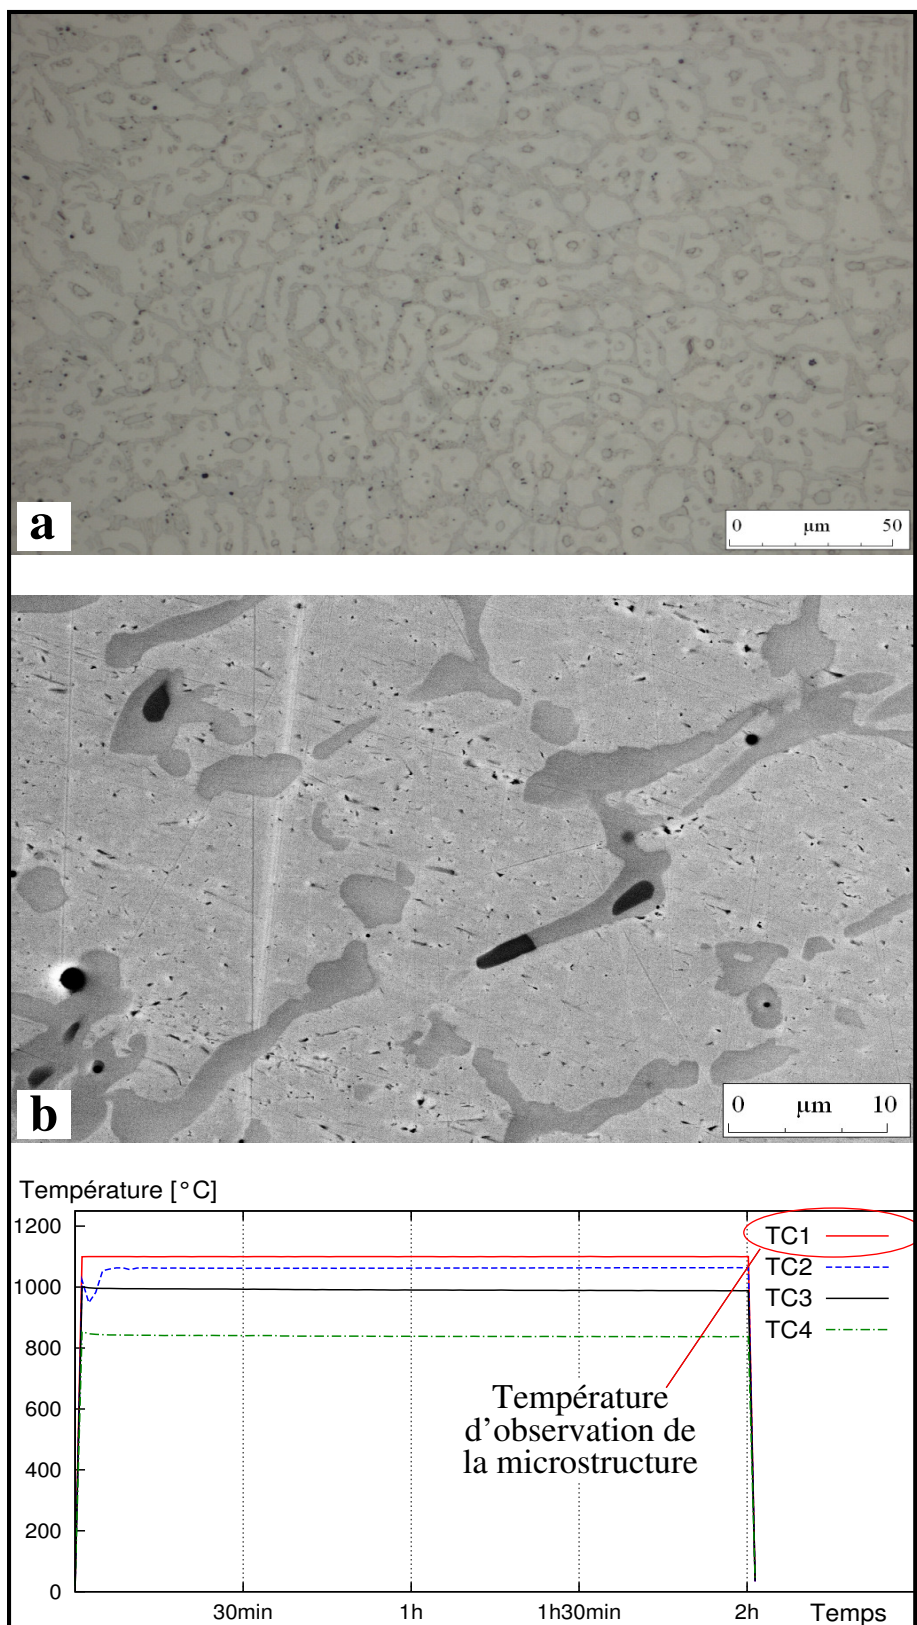 a
0 µm 50
b
0 µm 10
Température [°C]
1200
1000
800
600
400
200
0
TC1
TC2
TC3
TC4
Température
d'observation de
la microstructure
30min 1h 1h30min 2h Temps